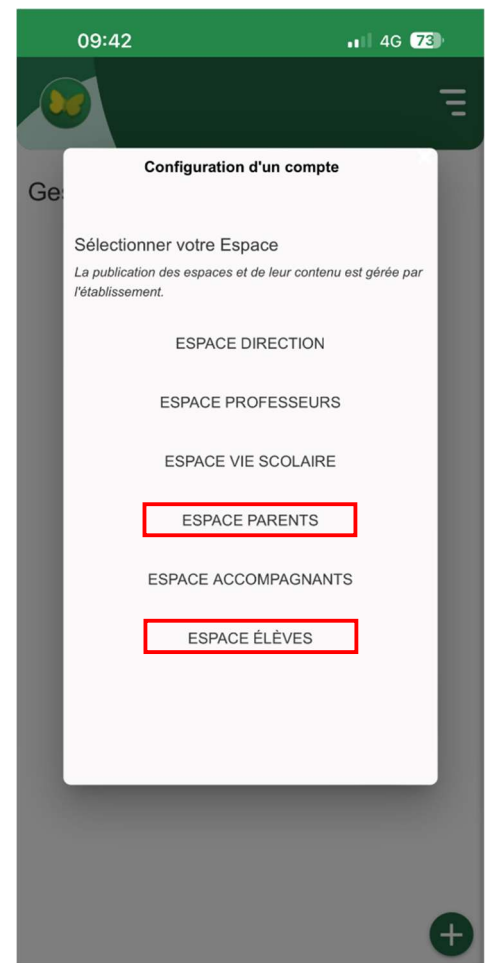 09:42
4G 73
Configuration d'un compte
Ges
Sélectionner votre Espace
La publication des espaces et de leur contenu est gérée par
l'établissement.
ESPACE DIRECTION
ESPACE PROFESSEURS
ESPACE VIE SCOLAIRE
ESPACE PARENTS
ESPACE ACCOMPAGNANTS
ESPACE ÉLÈVES